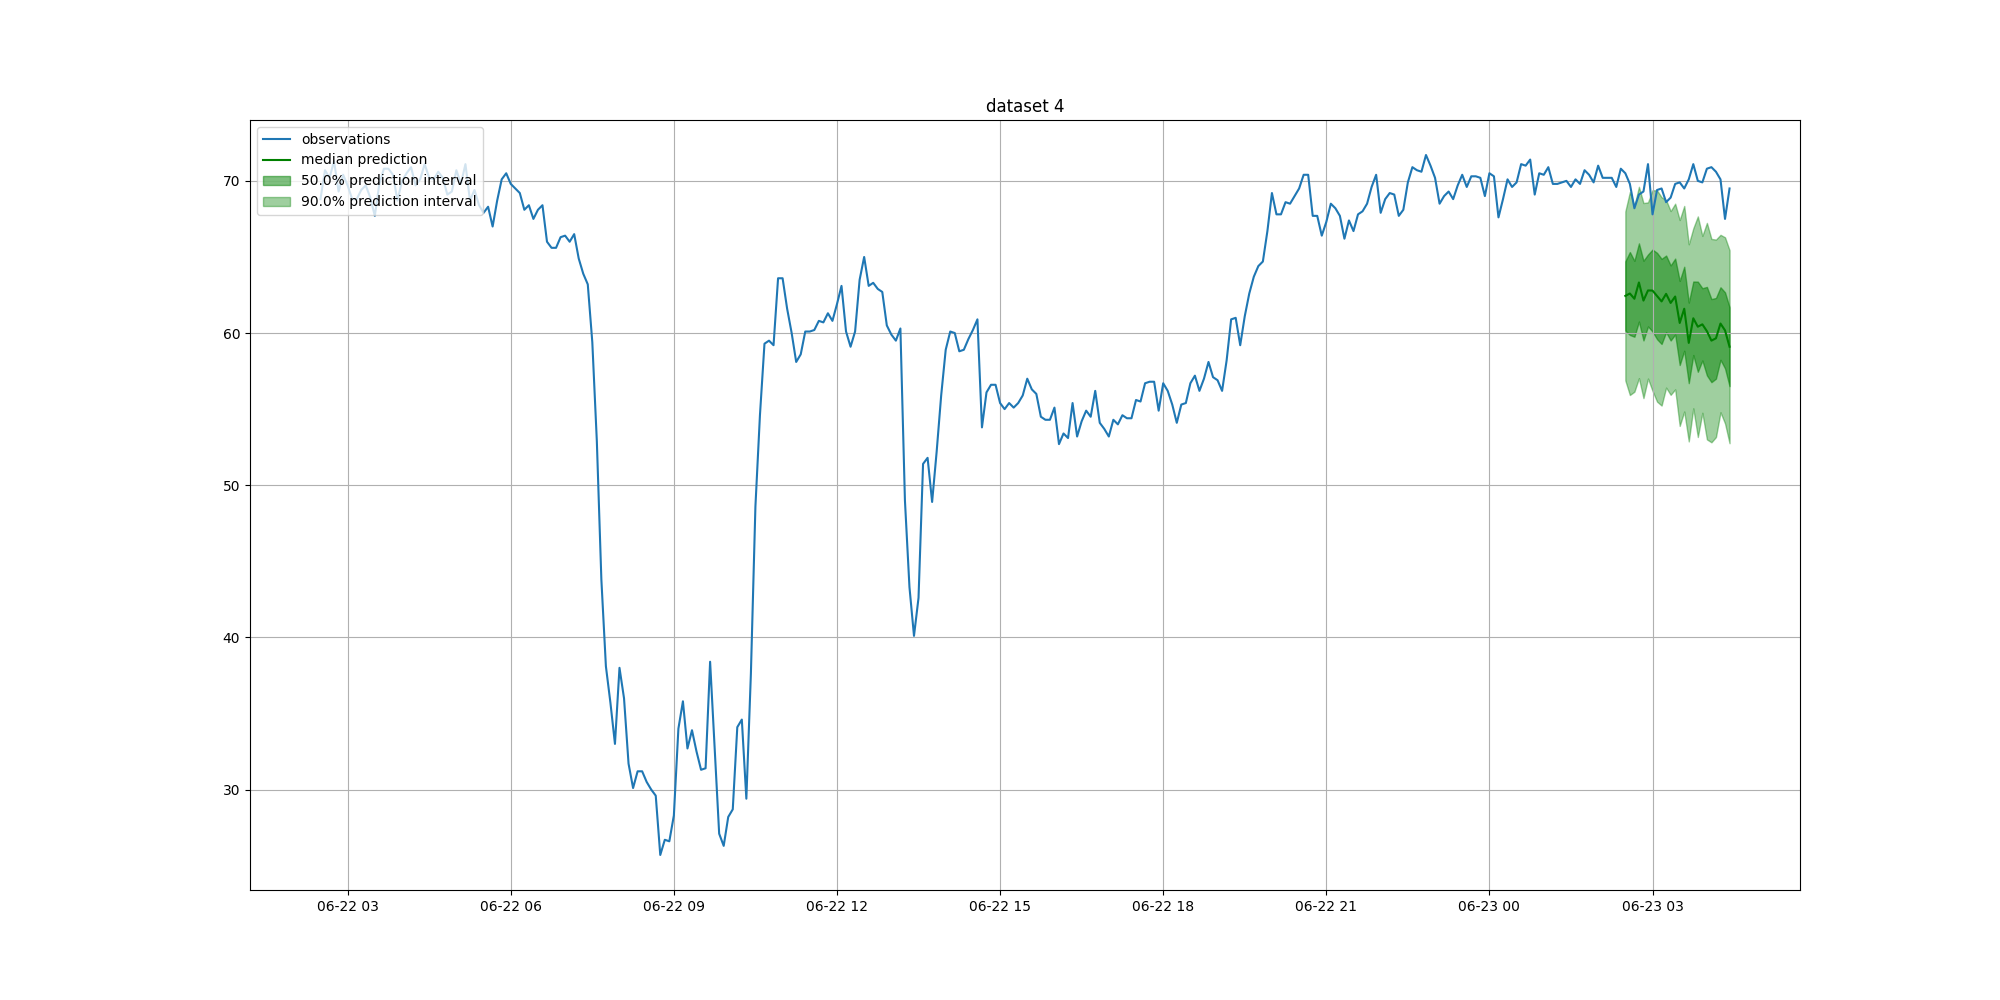 dataset 4
observations
median prediction
50.0% prediction interval
90.0% prediction interval
70
60
50
40
30
06-22 03
06-22 06
06-22 09
06-22 12
06-22 15
06-22 18
06-22 21
06-23 00
06-23 03